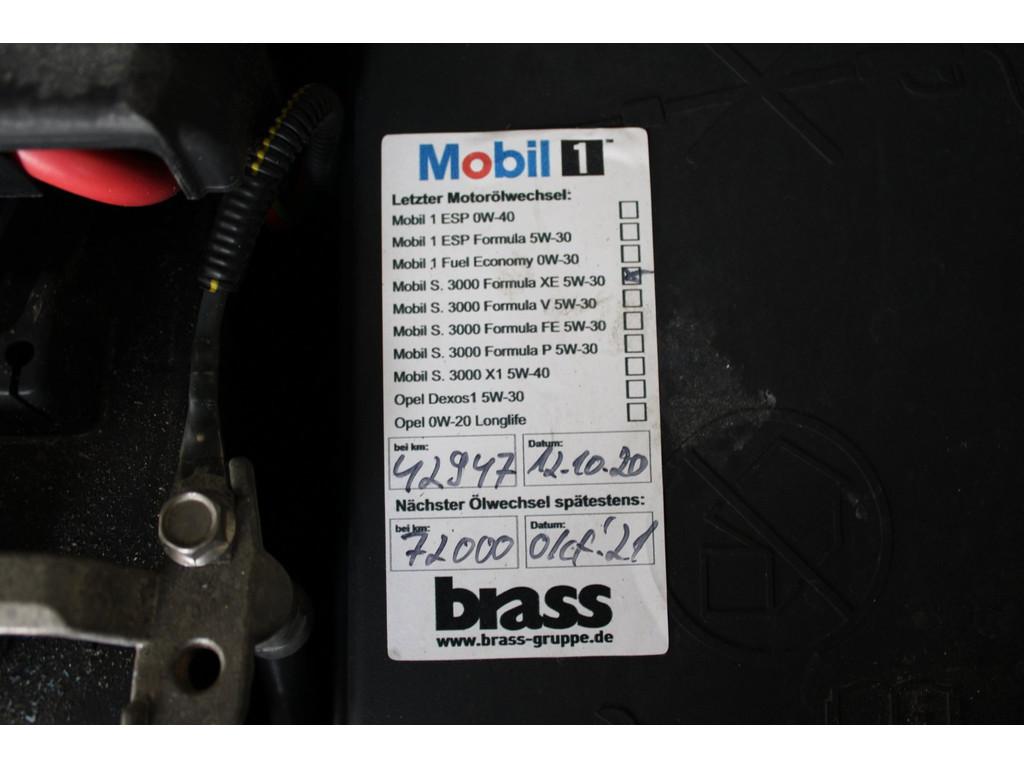 Mobil 1™
Letzter Motorölwechsel:
Mobil 1 ESP 0W-40
Mobil 1 ESP Formula 5W-30
Mobil 1 Fuel Economy 0W-30
Mobil S. 3000 Formula XE 5W-30
Mobil S. 3000 Formula V 5W-30
Mobil S. 3000 Formula FE 5W-30
Mobil S. 3000 Formula P 5W-30
Mobil S. 3000 X1 5W-40
Opel Dexos1 5W-30
Opel 0W-20 Longlife
bei km: Datum:
42947 12.10.20
Nächster Ölwechsel spätestens:
bei km: Datum:
72000 Okt.'21
brass
www.brass-gruppe.de